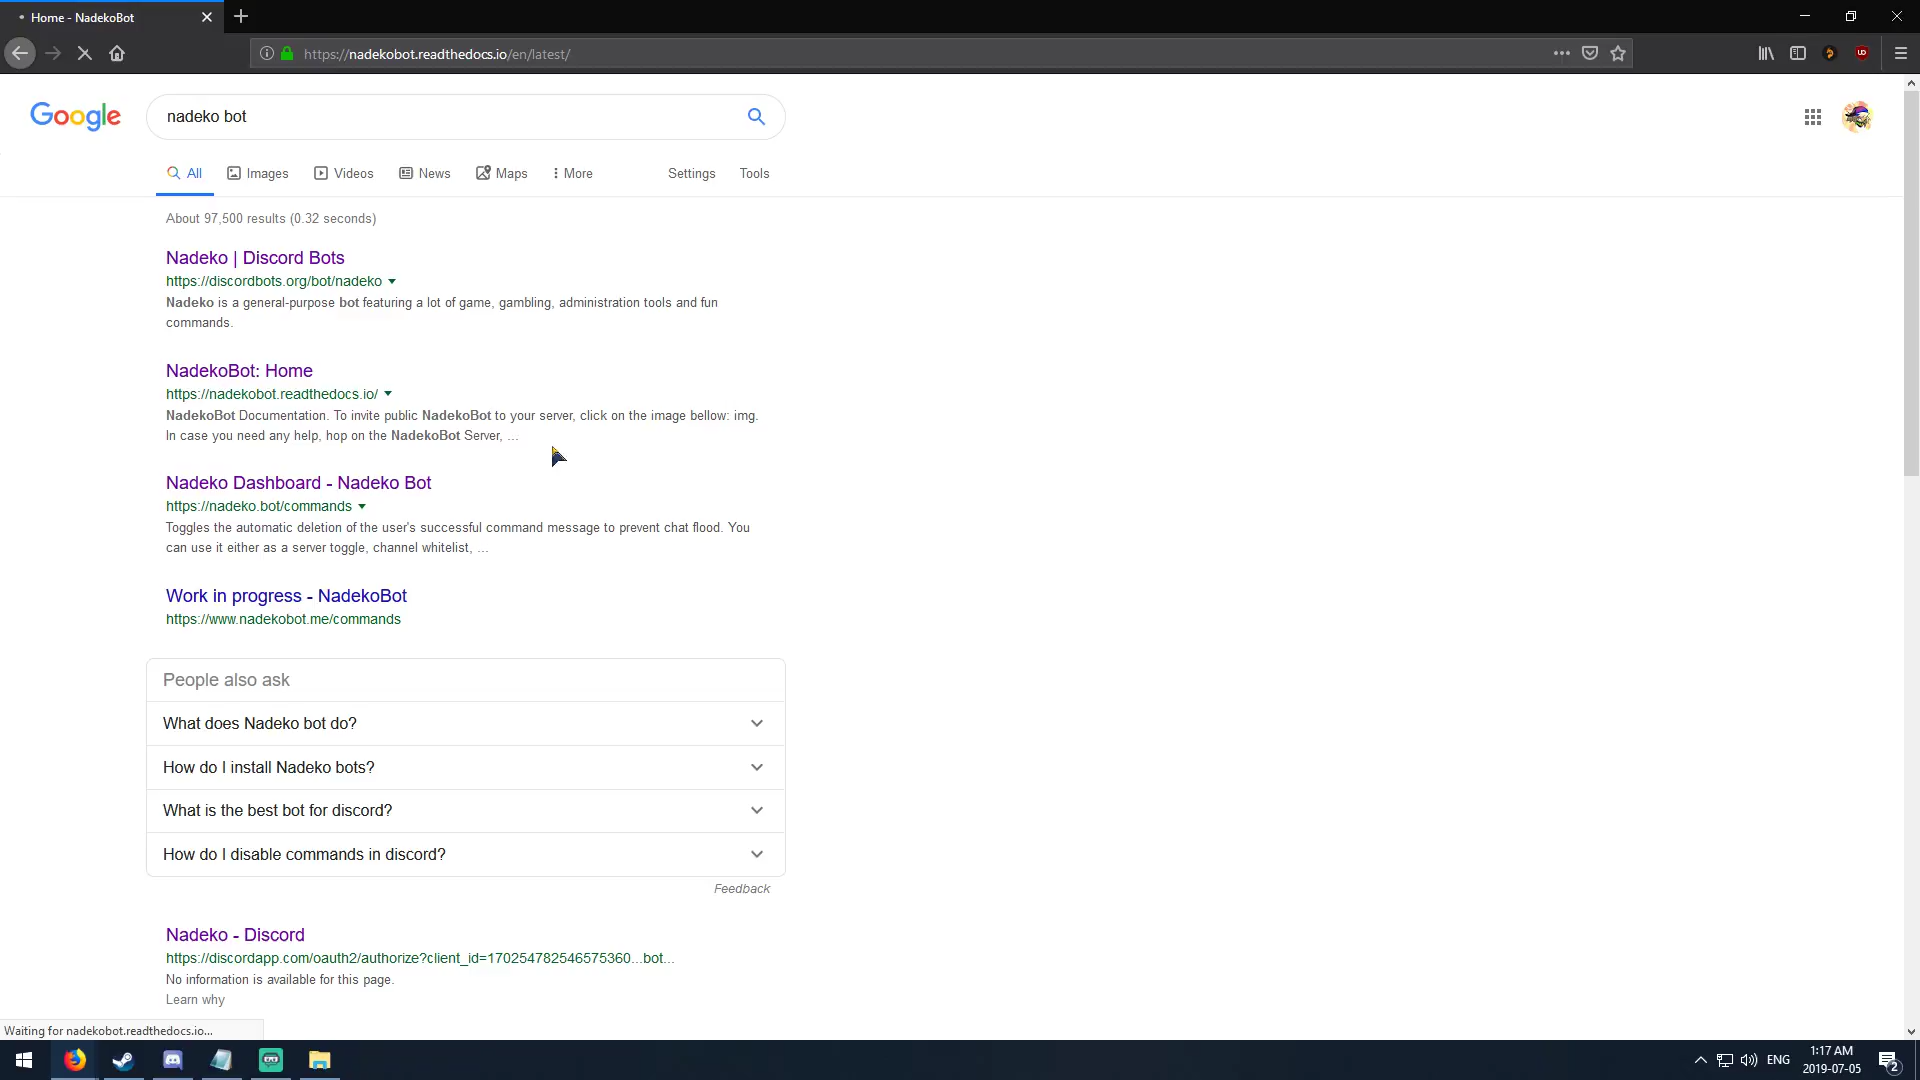 Home - NadekoBot
https://nadekobot.readthedocs.io/en/latest/
Google
nadeko bot
All Images Videos News Maps More Settings Tools
About 97,500 results (0.32 seconds)
Nadeko | Discord Bots
https://discordbots.org/bot/nadeko
Nadeko is a general-purpose bot featuring a lot of game, gambling, administration tools and fun
commands.
NadekoBot: Home
https://nadekobot.readthedocs.io/
NadekoBot Documentation. To invite public NadekoBot to your server, click on the image bellow: img.
In case you need any help, hop on the NadekoBot Server, ...
Nadeko Dashboard - Nadeko Bot
https://nadeko.bot/commands
Toggles the automatic deletion of the user's successful command message to prevent chat flood. You
can use it either as a server toggle, channel whitelist, ...
Work in progress - NadekoBot
https://www.nadekobot.me/commands
People also ask
What does Nadeko bot do?
How do I install Nadeko bots?
What is the best bot for discord?
How do I disable commands in discord?
Feedback
Nadeko - Discord
https://discordapp.com/oauth2/authorize?client_id=170254782546575360...bot...
No information is available for this page.
Learn why
Waiting for nadekobot.readthedocs.io...
ENG
1:17 AM
2019-07-05
2